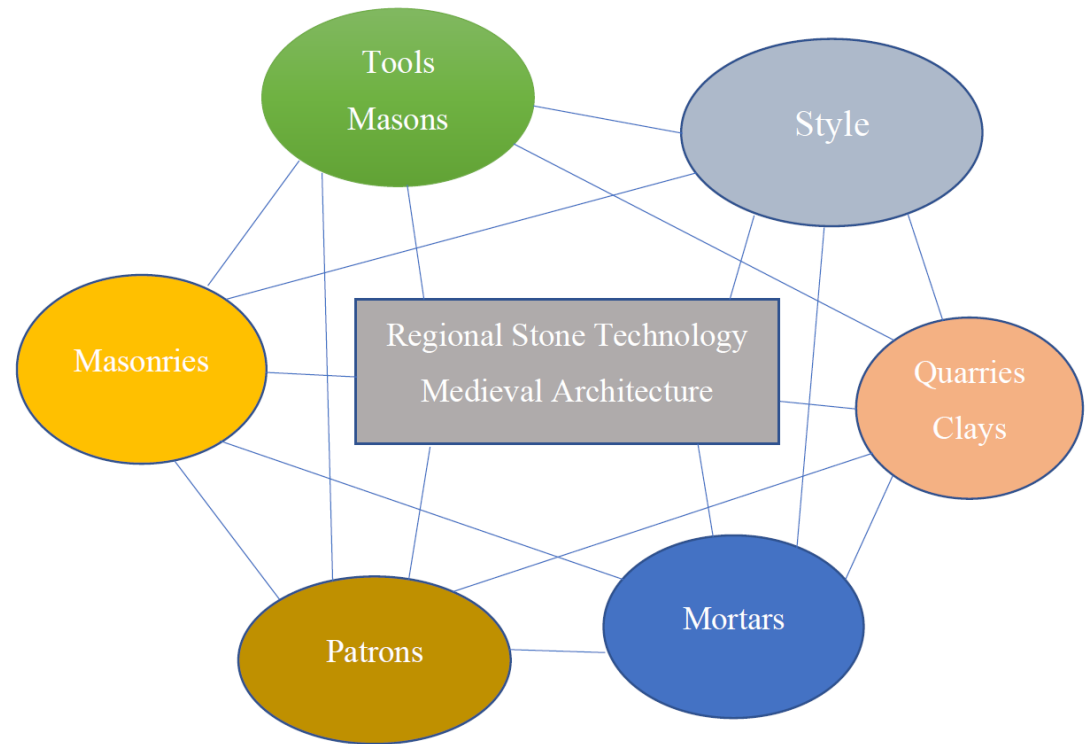 Tools
Masons
Style
Regional Stone Technology
Medieval Architecture
Masonries
Quarries
Clays
Mortars
Patrons